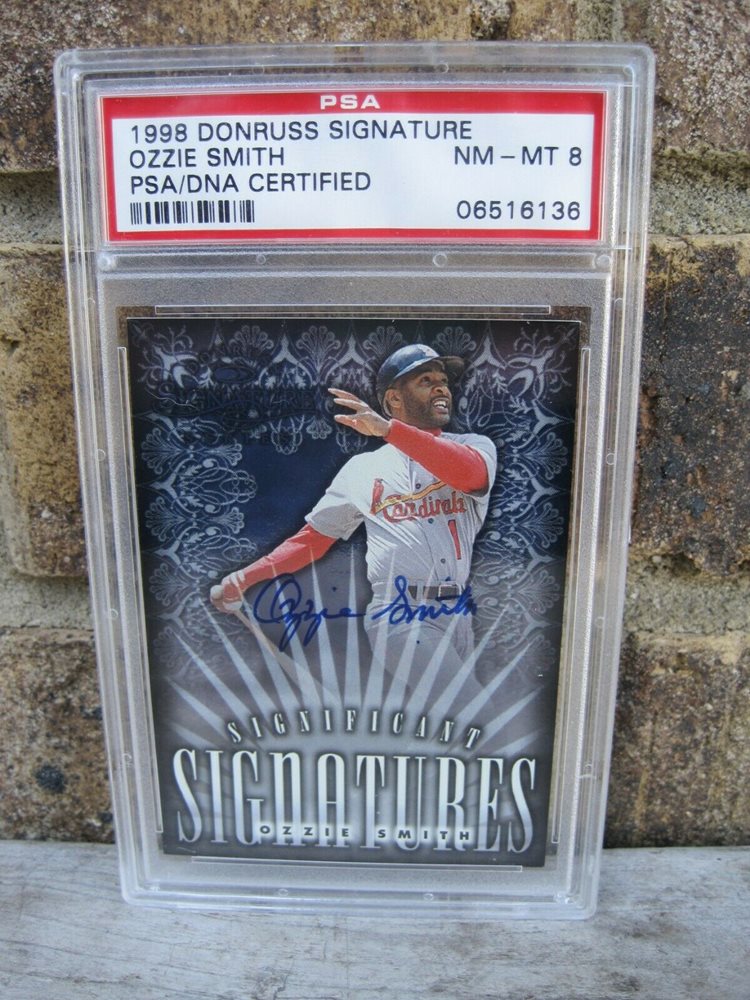 PSA
1998 DONRUSS SIGNATURE
OZZIE SMITH NM - MT 8
PSA/DNA CERTIFIED
06516136
SIGNATURE
Cardinals
1
Ozzie Smith
SIGNIFICANT
SIGNATURES
OZZIE SMITH